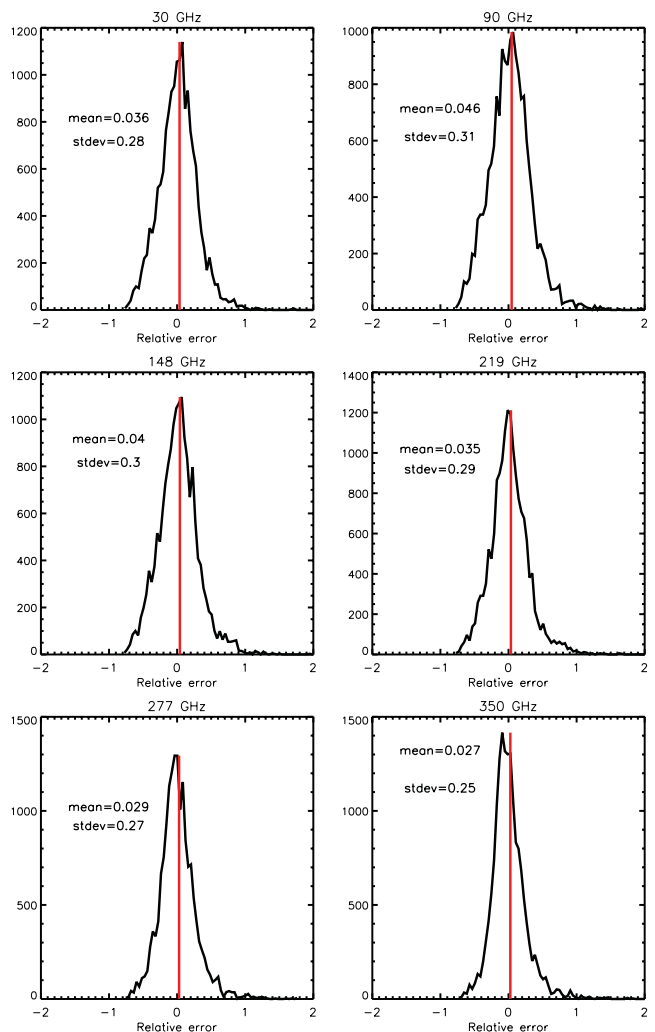 30 GHz
1200
1000
800
600
400
200
0
mean=0.036
stdev=0.28
-2 -1 0 1 2
Relative error
90 GHz
1000
800
600
400
200
0
mean=0.046
stdev=0.31
-2 -1 0 1 2
Relative error
148 GHz
1200
1000
800
600
400
200
0
mean=0.04
stdev=0.3
-2 -1 0 1 2
Relative error
219 GHz
1400
1200
1000
800
600
400
200
0
mean=0.035
stdev=0.29
-2 -1 0 1 2
Relative error
277 GHz
1500
1000
500
0
mean=0.029
stdev=0.27
-2 -1 0 1 2
Relative error
350 GHz
1500
1000
500
0
mean=0.027
stdev=0.25
-2 -1 0 1 2
Relative error